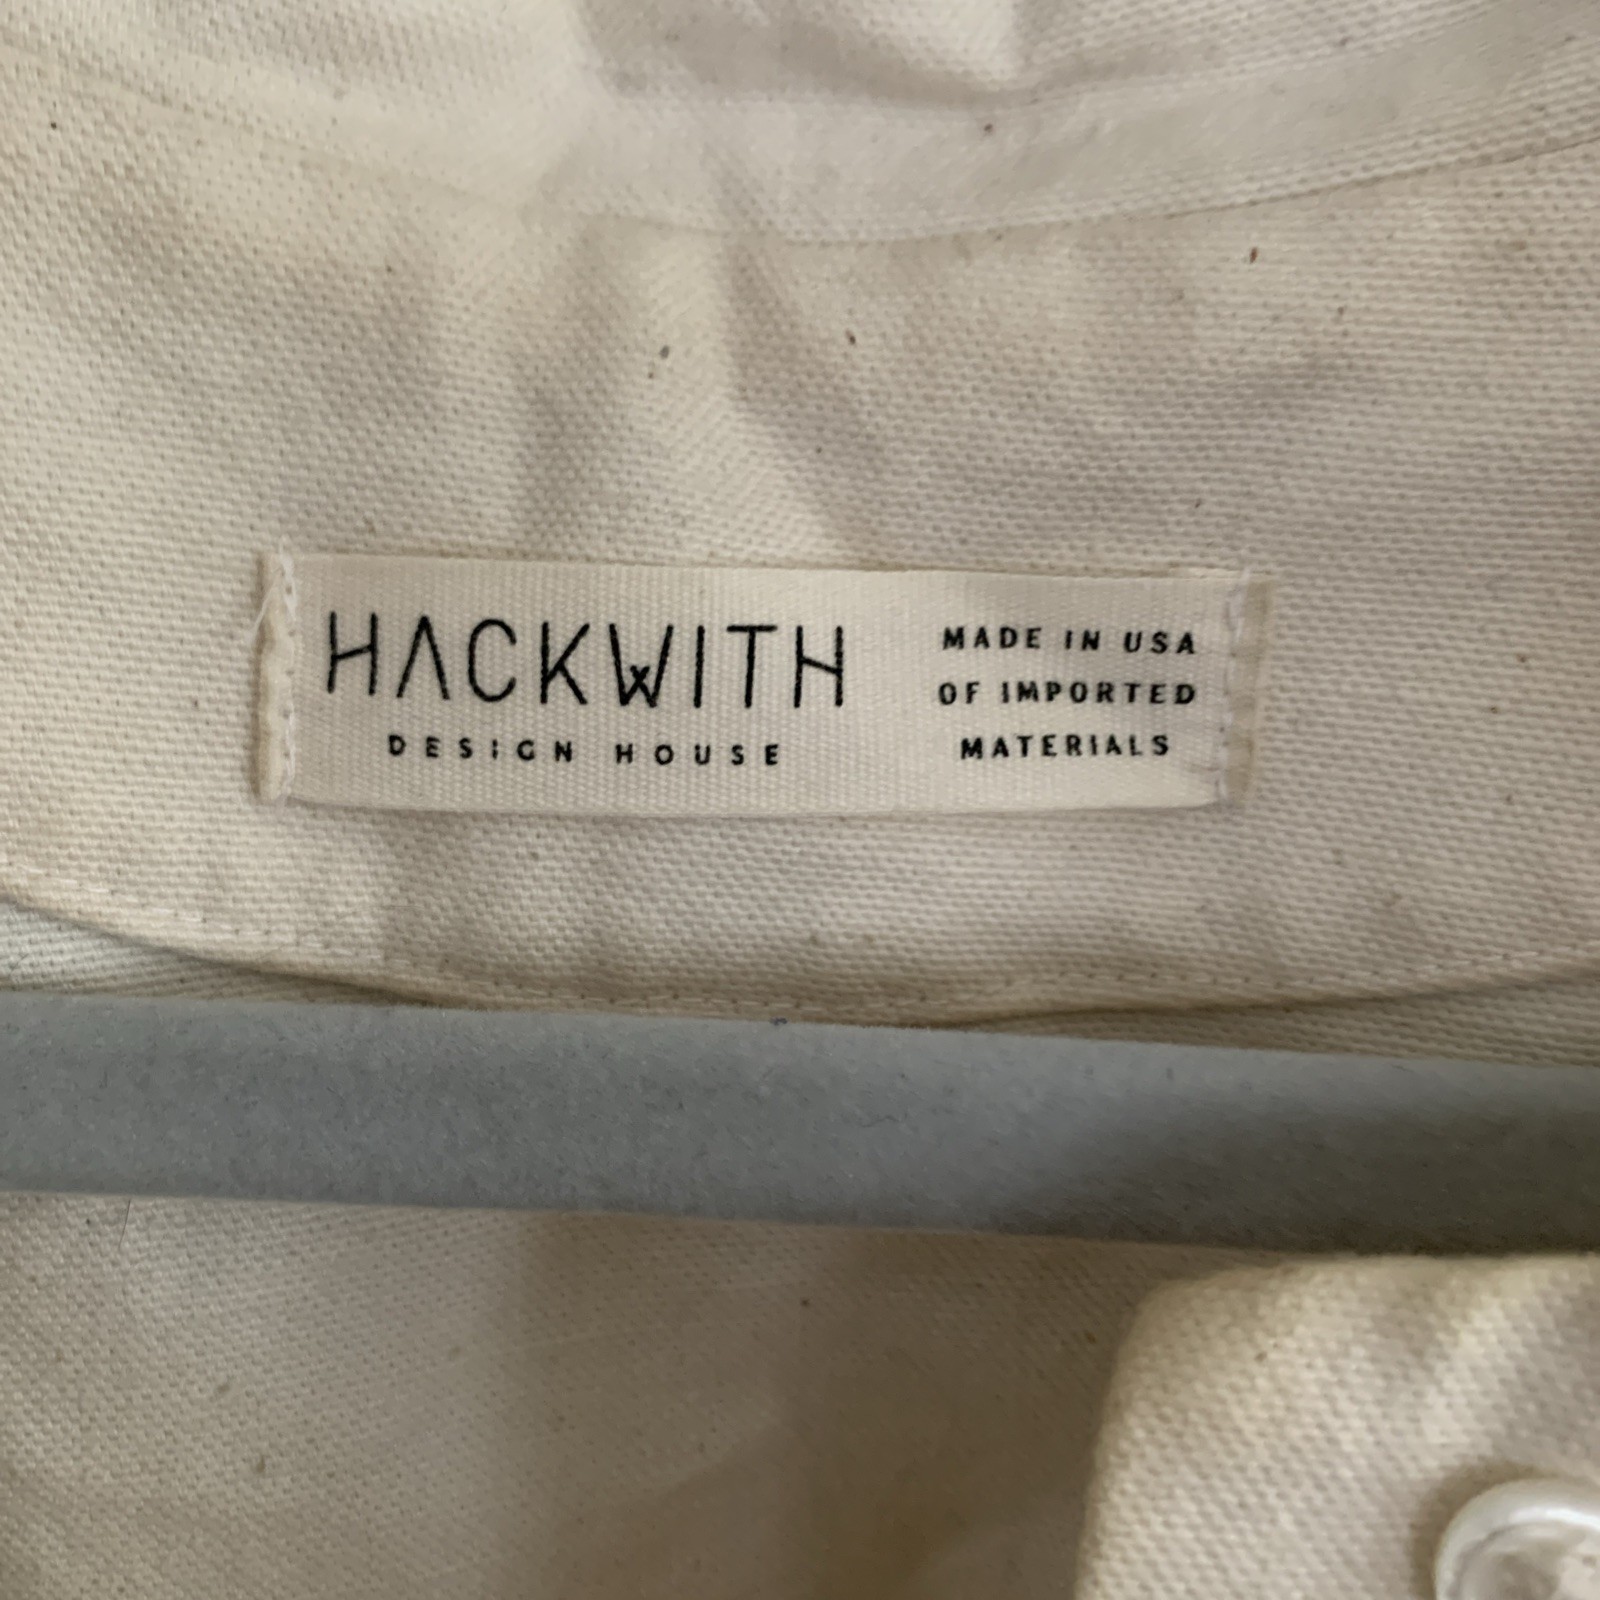 HACKWITH
DESIGN HOUSE
MADE IN USA
OF IMPORTED
MATERIALS